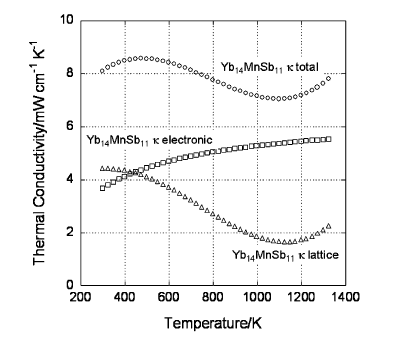 10
8
6
4
2
0
200 400 600 800 1000 1200 1400
Thermal Conductivity/mW cm⁻¹ K⁻¹
Temperature/K
Yb₁₄MnSb₁₁ κ total
Yb₁₄MnSb₁₁ κ electronic
Yb₁₄MnSb₁₁ κ lattice